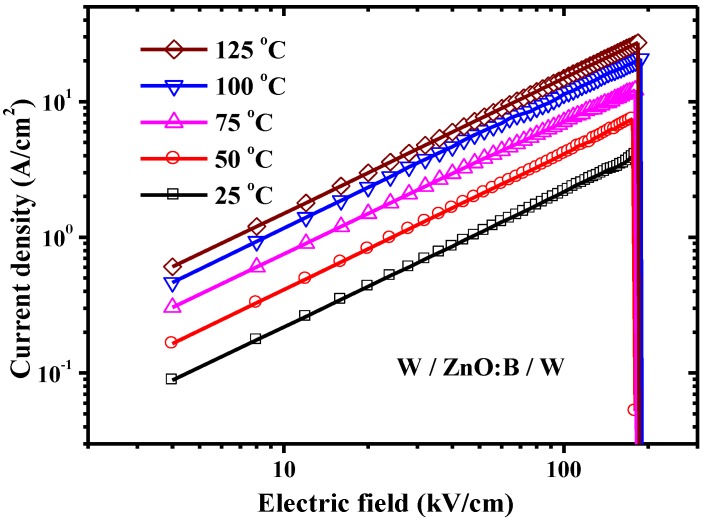 Current density (A/cm²)
10¹
10⁰
10⁻¹
125 °C
100 °C
75 °C
50 °C
25 °C
W / ZnO:B / W
10
100
Electric field (kV/cm)